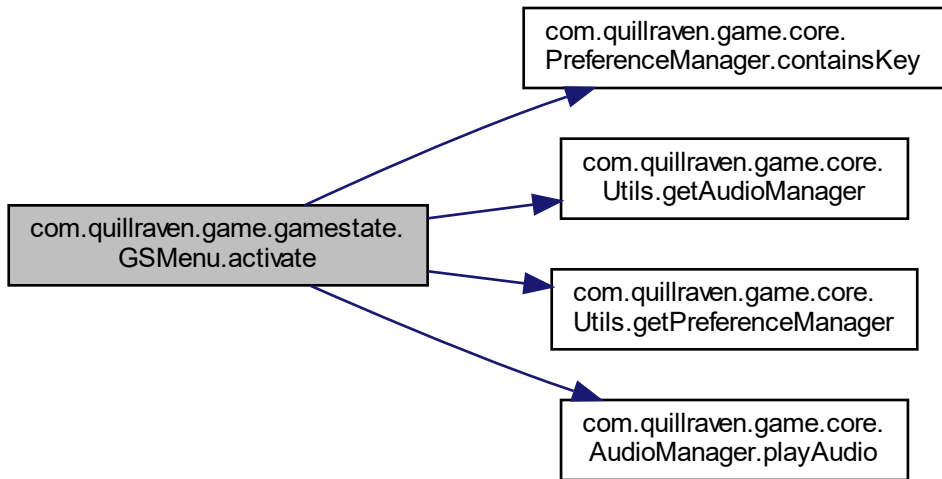 com.quillraven.game.core.
PreferenceManager.containsKey
com.quillraven.game.core.
Utils.getAudioManager
com.quillraven.game.gamestate.
GSMenu.activate
com.quillraven.game.core.
Utils.getPreferenceManager
com.quillraven.game.core.
AudioManager.playAudio